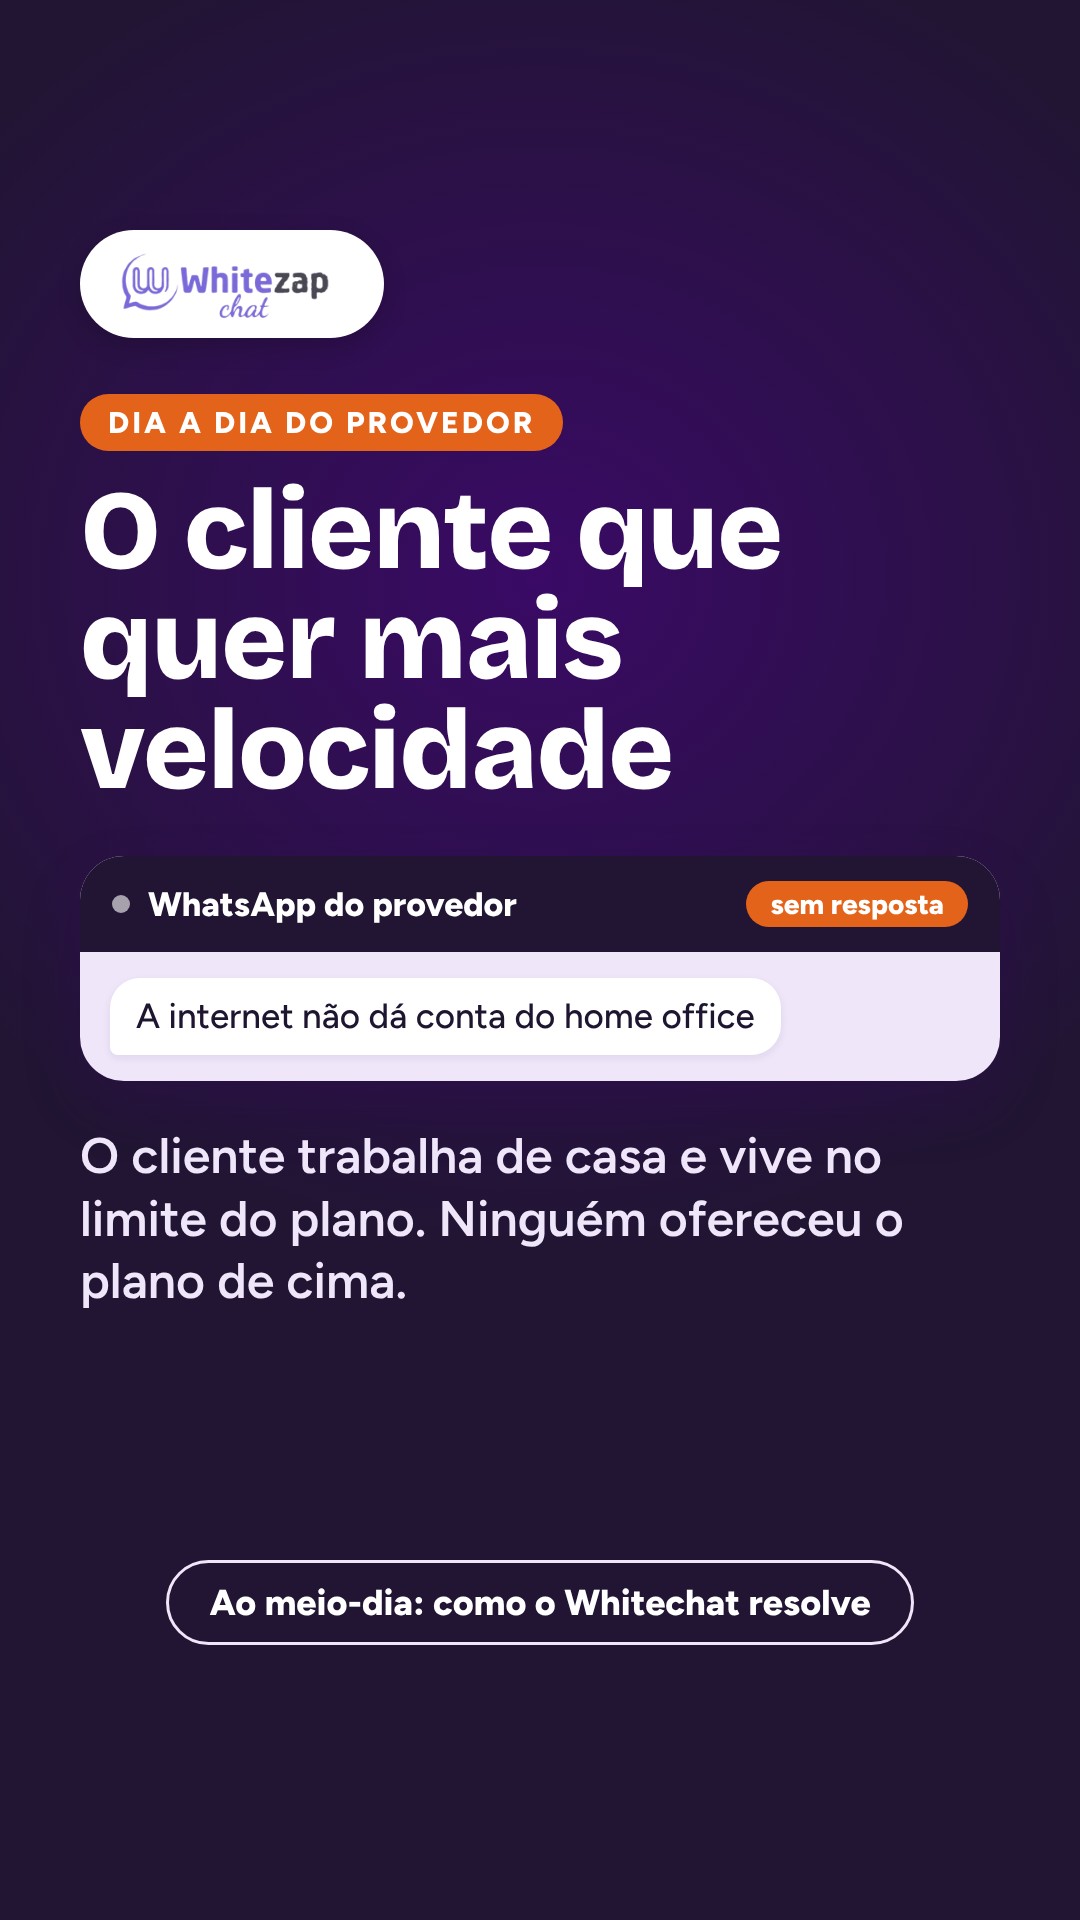 Whitezap
chat
DIA A DIA DO PROVEDOR
O cliente que
quer mais
velocidade
WhatsApp do provedor
sem resposta
A internet não dá conta do home office
O cliente trabalha de casa e vive no
limite do plano. Ninguém ofereceu o
plano de cima.
Ao meio-dia: como o Whitechat resolve